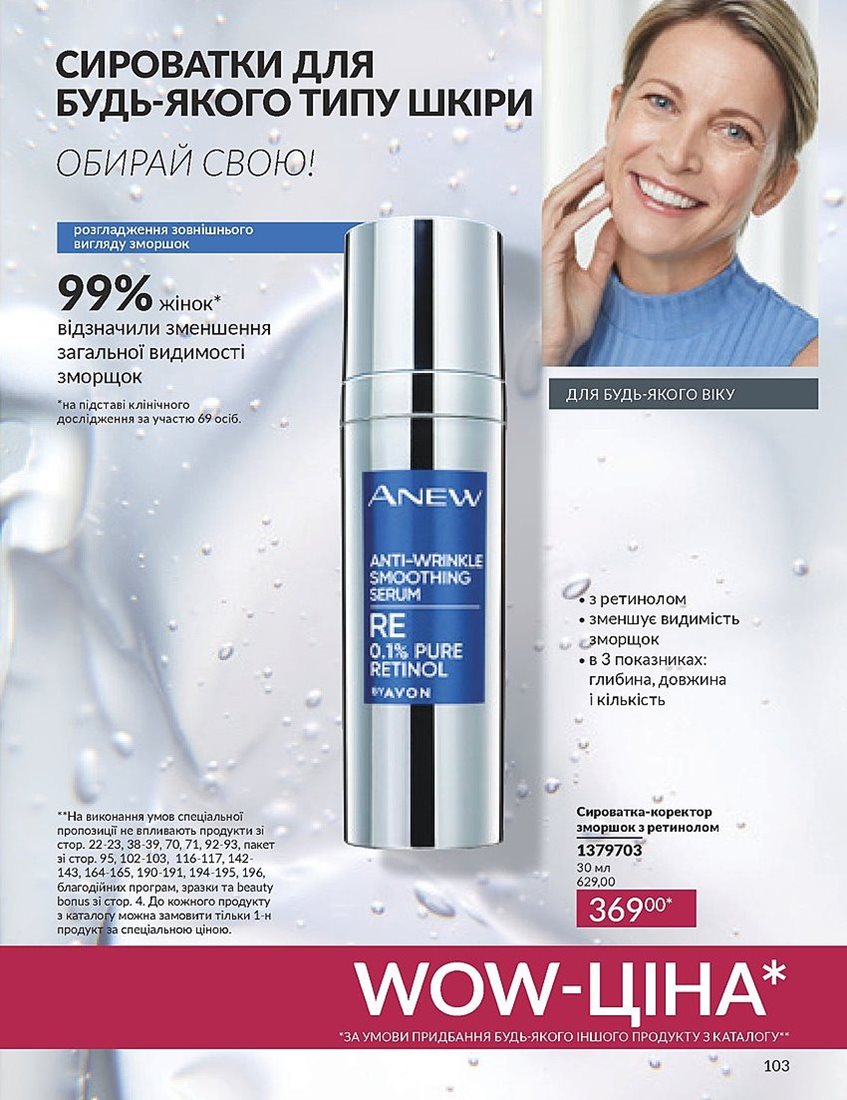 СИРОВАТКИ ДЛЯ
БУДЬ-ЯКОГО ТИПУ ШКІРИ
ОБИРАЙ СВОЮ!
розгладження зовнішнього
вигляду зморшок
99% жінок*
відзначили зменшення
загальної видимості
зморщок
*на підставі клінічного
дослідження за участю 69 осіб.
ДЛЯ БУДЬ-ЯКОГО ВІКУ
ANEW
ANTI-WRINKLE
SMOOTHING
SERUM
RE
0.1% PURE
RETINOL
BY AVON
• з ретинолом
• зменшує видимість
зморщок
• в 3 показниках:
глибина, довжина
і кількість
**На виконання умов спеціальної
пропозиції не впливають продукти зі
стор. 22-23, 38-39, 70, 71, 92-93, пакет
зі стор. 95, 102-103, 116-117, 142-
143, 164-165, 190-191, 194-195, 196,
благодійних програм, зразки та beauty
bonus зі стор. 4. До кожного продукту
з каталогу можна замовити тільки 1-н
продукт за спеціальною ціною.
Сироватка-коректор
зморшок з ретинолом
1379703
30 мл
629,00
36900*
WOW-ЦІНА*
*ЗА УМОВИ ПРИДБАННЯ БУДЬ-ЯКОГО ІНШОГО ПРОДУКТУ З КАТАЛОГУ**
103